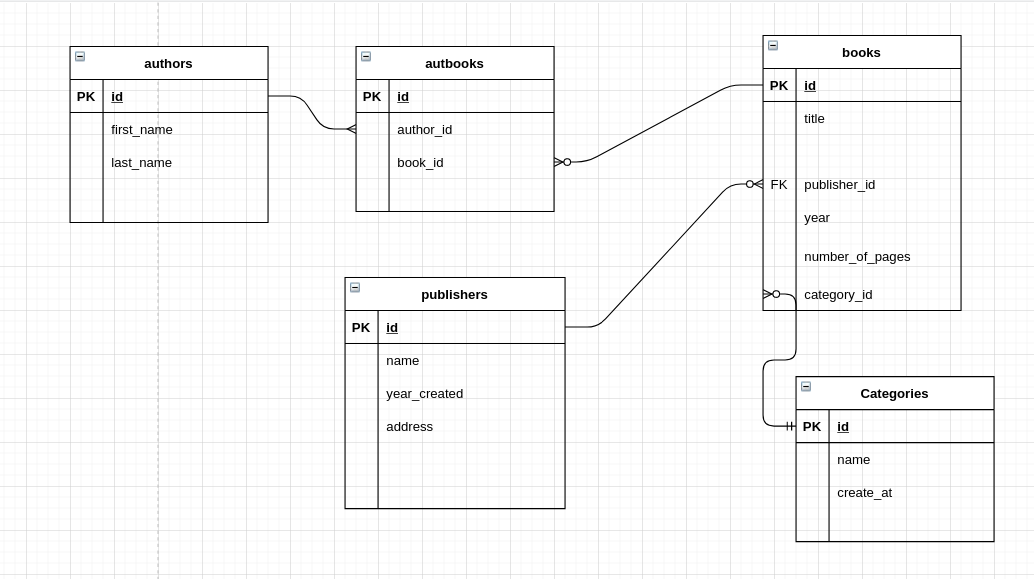 authors
PK id
first_name
last_name
autbooks
PK id
author_id
book_id
books
PK id
title
FK publisher_id
year
number_of_pages
category_id
publishers
PK id
name
year_created
address
Categories
PK id
name
create_at